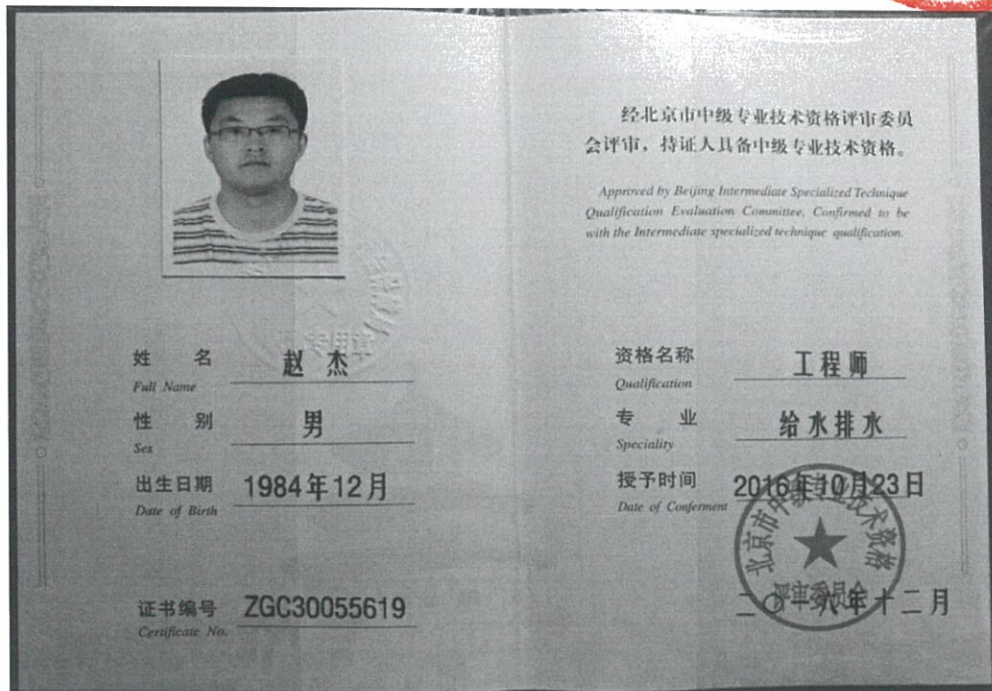 姓 名 赵 杰
Full Name
性 别 男
Sex
出生日期 1984年12月
Date of Birth
证书编号 ZGC30055619
Certificate No.
经北京市中级专业技术资格评审委员
会评审，持证人具备中级专业技术资格。
Approved by Beijing Intermediate Specialized Technique
Qualification Evaluation Committee, Confirmed to be
with the Intermediate specialized technique qualification.
资格名称 工程师
Qualification
专 业 给水排水
Speciality
授予时间 2016年10月23日
Date of Conferment
北京市中级专业技术资格
评审委员会
二〇一八年十二月